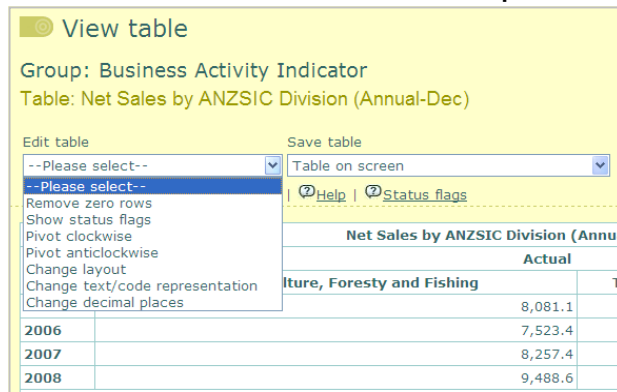 View table
Group: Business Activity Indicator
Table: Net Sales by ANZSIC Division (Annual-Dec)
Edit table Save table
--Please select-- Table on screen
--Please select--
Remove zero rows | Help | Status flags
Show status flags
Pivot clockwise Net Sales by ANZSIC Division (Annu
Pivot anticlockwise Actual
Change layout
Change text/code representation lture, Foresty and Fishing T
Change decimal places 8,081.1
2006 7,523.4
2007 8,257.4
2008 9,488.6